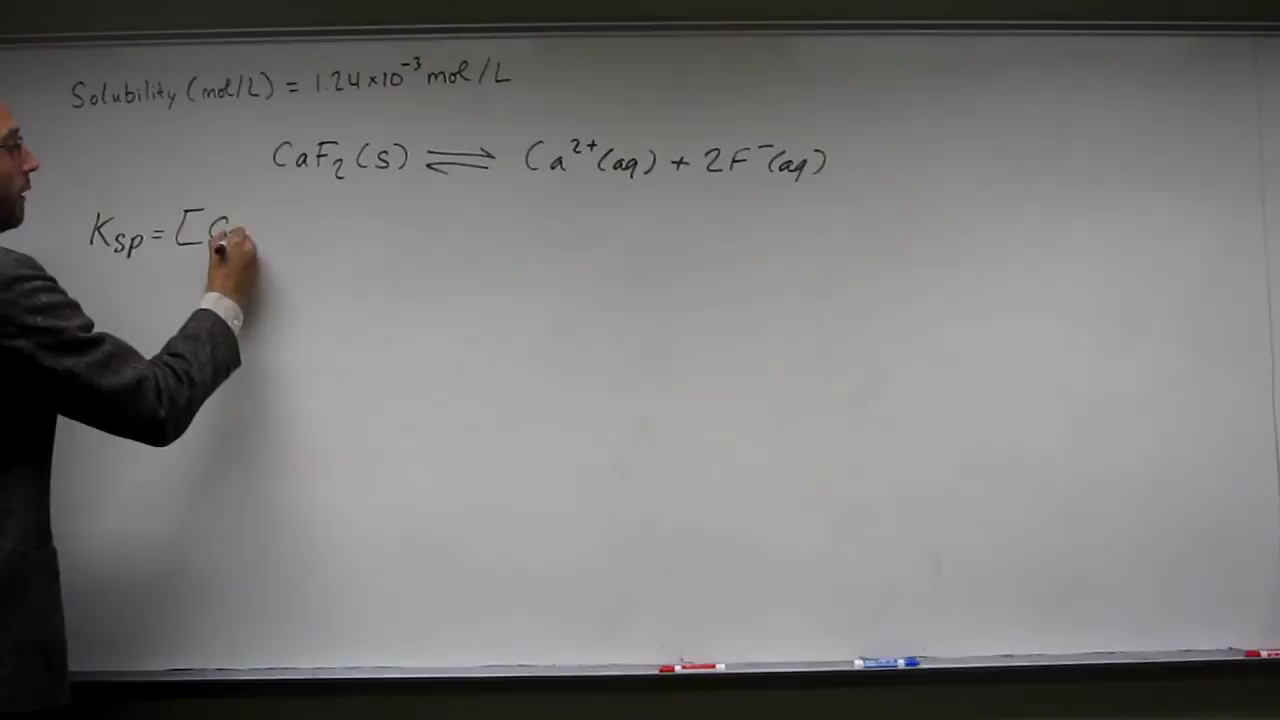 Solubility (mol/L) = 1.24×10⁻³ mol/L
CaF₂(s) ⇌ Ca²⁺(aq) + 2F⁻(aq)
Ksp = [C